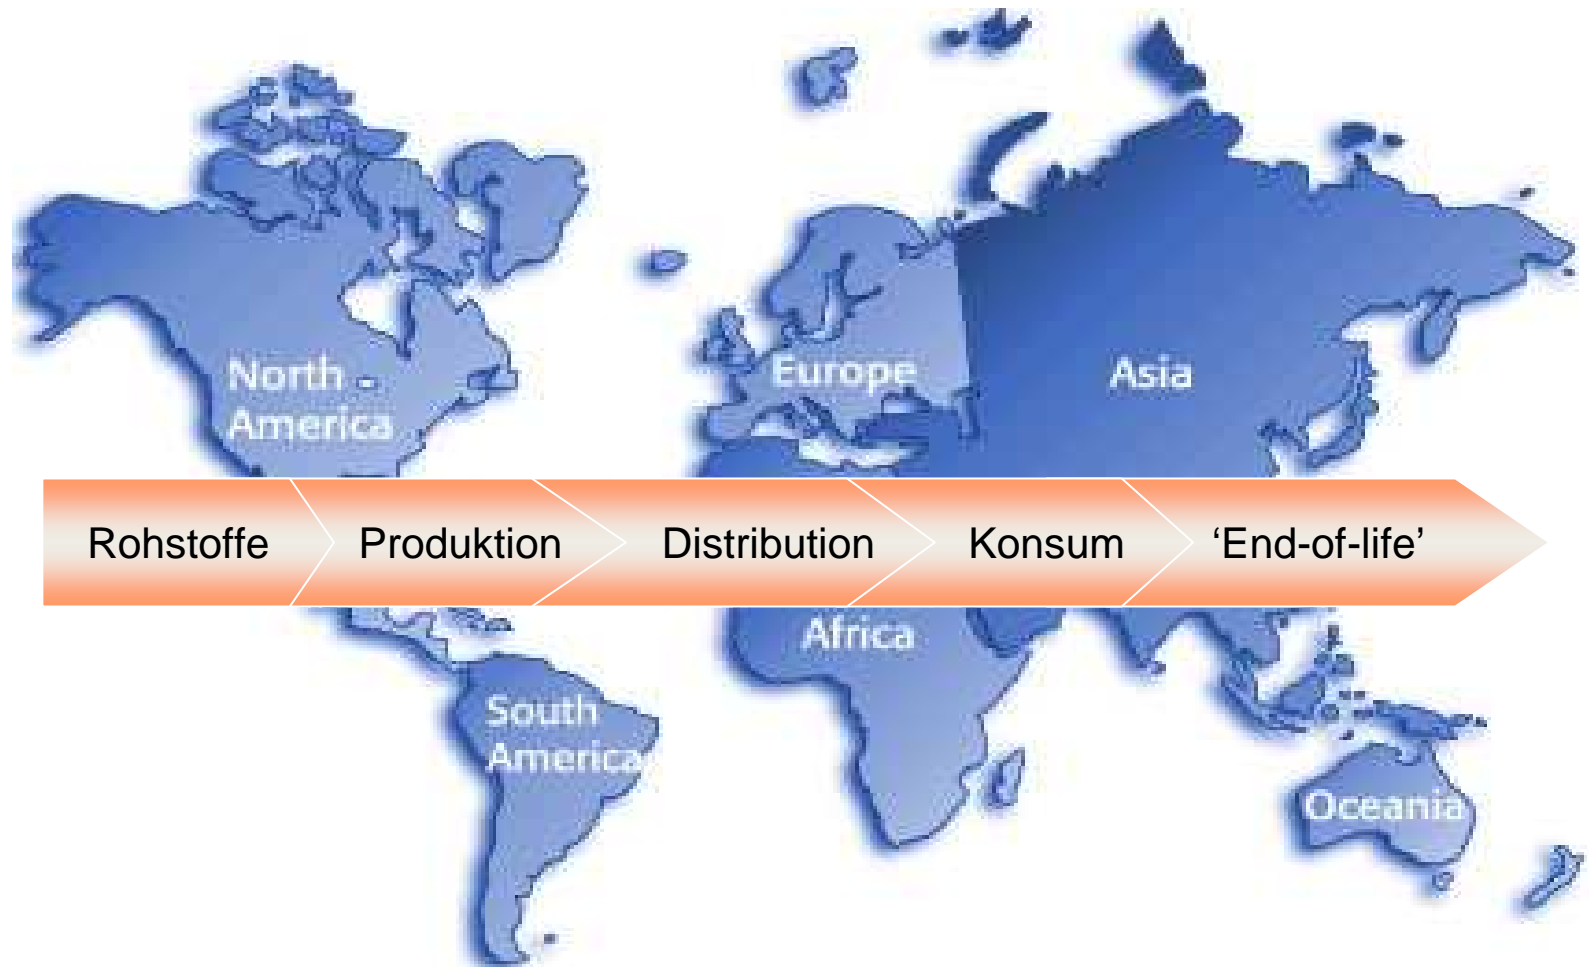 North -
America
Europe
Asia
Rohstoffe
Produktion
Distribution
Konsum
‘End-of-life’
Africa
South
America
Oceania